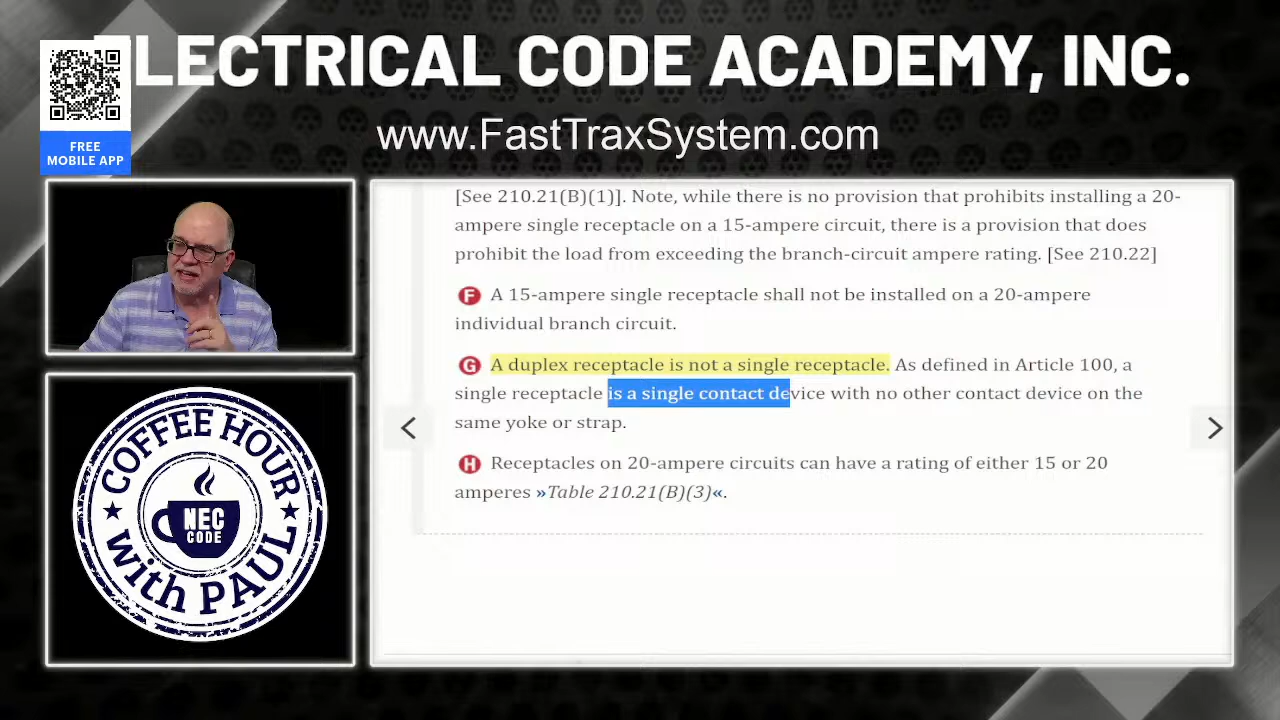 ELECTRICAL CODE ACADEMY, INC.
www.FastTraxSystem.com
FREE
MOBILE APP
[See 210.21(B)(1)]. Note, while there is no provision that prohibits installing a 20-
ampere single receptacle on a 15-ampere circuit, there is a provision that does
prohibit the load from exceeding the branch-circuit ampere rating. [See 210.22]
F A 15-ampere single receptacle shall not be installed on a 20-ampere
individual branch circuit.
G A duplex receptacle is not a single receptacle. As defined in Article 100, a
single receptacle is a single contact device with no other contact device on the
same yoke or strap.
H Receptacles on 20-ampere circuits can have a rating of either 15 or 20
amperes »Table 210.21(B)(3)«.
COFFEE HOUR
NEC
CODE
with PAUL